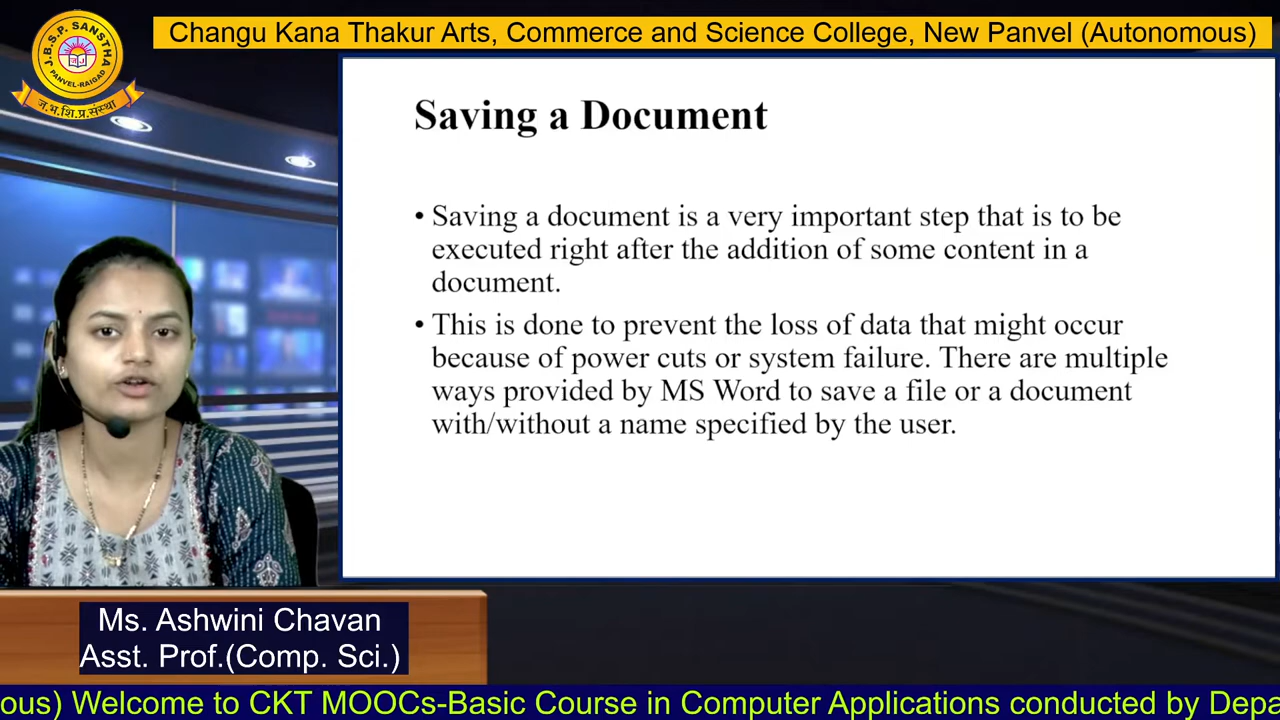 Changu Kana Thakur Arts, Commerce and Science College, New Panvel (Autonomous)
J.B.S.P. SANSTHA
PANVEL-RAIGAD
ज.भ.शि.प्र.संस्था
Saving a Document
• Saving a document is a very important step that is to be
executed right after the addition of some content in a
document.
• This is done to prevent the loss of data that might occur
because of power cuts or system failure. There are multiple
ways provided by MS Word to save a file or a document
with/without a name specified by the user.
Ms. Ashwini Chavan
Asst. Prof.(Comp. Sci.)
ous) Welcome to CKT MOOCs-Basic Course in Computer Applications conducted by Depa